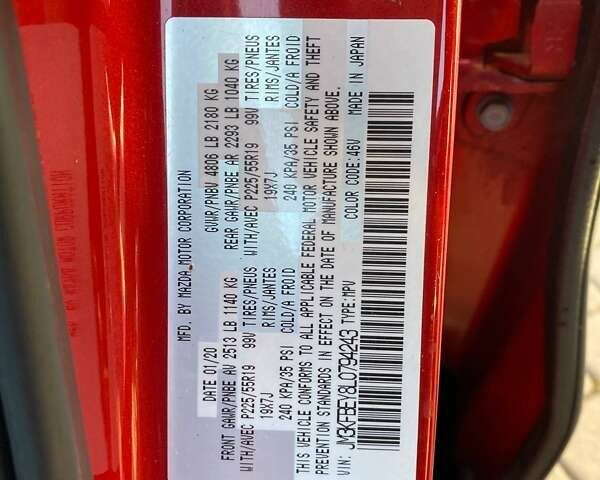 MFD. BY MAZDA MOTOR CORPORATION
DATE 01/20 GVWR/PNBV 4806 LB 2180 KG
FRONT GAWR/PNBE AV 2513 LB 1140 KG REAR GAWR/PNBE AR 2293 LB 1040 KG
WITH/AVEC P225/55R19 99V TIRES/PNEUS WITH/AVEC P225/55R19 99V TIRES/PNEUS
19X7J RIMS/JANTES 19X7J RIMS/JANTES
240 KPA/35 PSI COLD/A FROID 240 KPA/35 PSI COLD/A FROID
THIS VEHICLE CONFORMS TO ALL APPLICABLE FEDERAL MOTOR VEHICLE SAFETY AND THEFT
PREVENTION STANDARDS IN EFFECT ON THE DATE OF MANUFACTURE SHOWN ABOVE.
VIN: JM3KFBEY8L0794243 TYPE:MPV COLOR CODE:46V MADE IN JAPAN